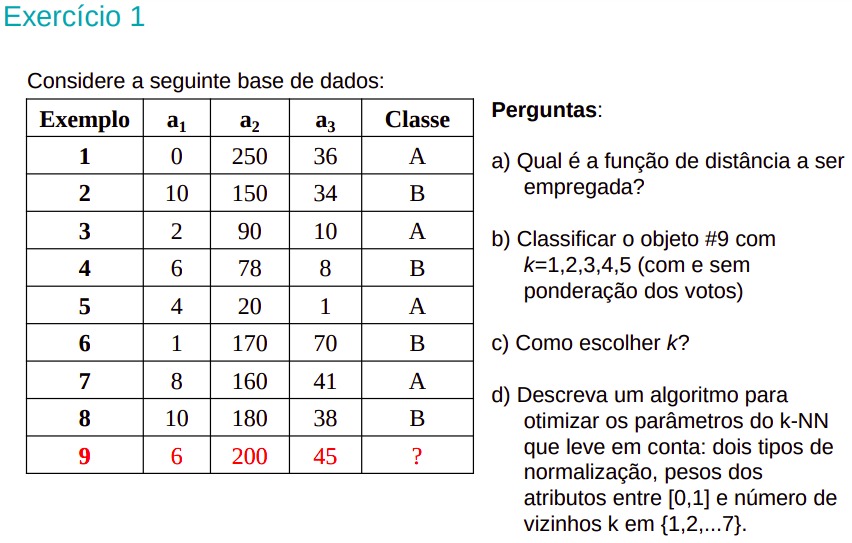 Exercício 1
Considere a seguinte base de dados:
Exemplo a1 a2 a3 Classe
1 0 250 36 A
2 10 150 34 B
3 2 90 10 A
4 6 78 8 B
5 4 20 1 A
6 1 170 70 B
7 8 160 41 A
8 10 180 38 B
9 6 200 45 ?
Perguntas:
a) Qual é a função de distância a ser
empregada?
b) Classificar o objeto #9 com
k=1,2,3,4,5 (com e sem
ponderação dos votos)
c) Como escolher k?
d) Descreva um algoritmo para
otimizar os parâmetros do k-NN
que leve em conta: dois tipos de
normalização, pesos dos
atributos entre [0,1] e número de
vizinhos k em {1,2,...7}.